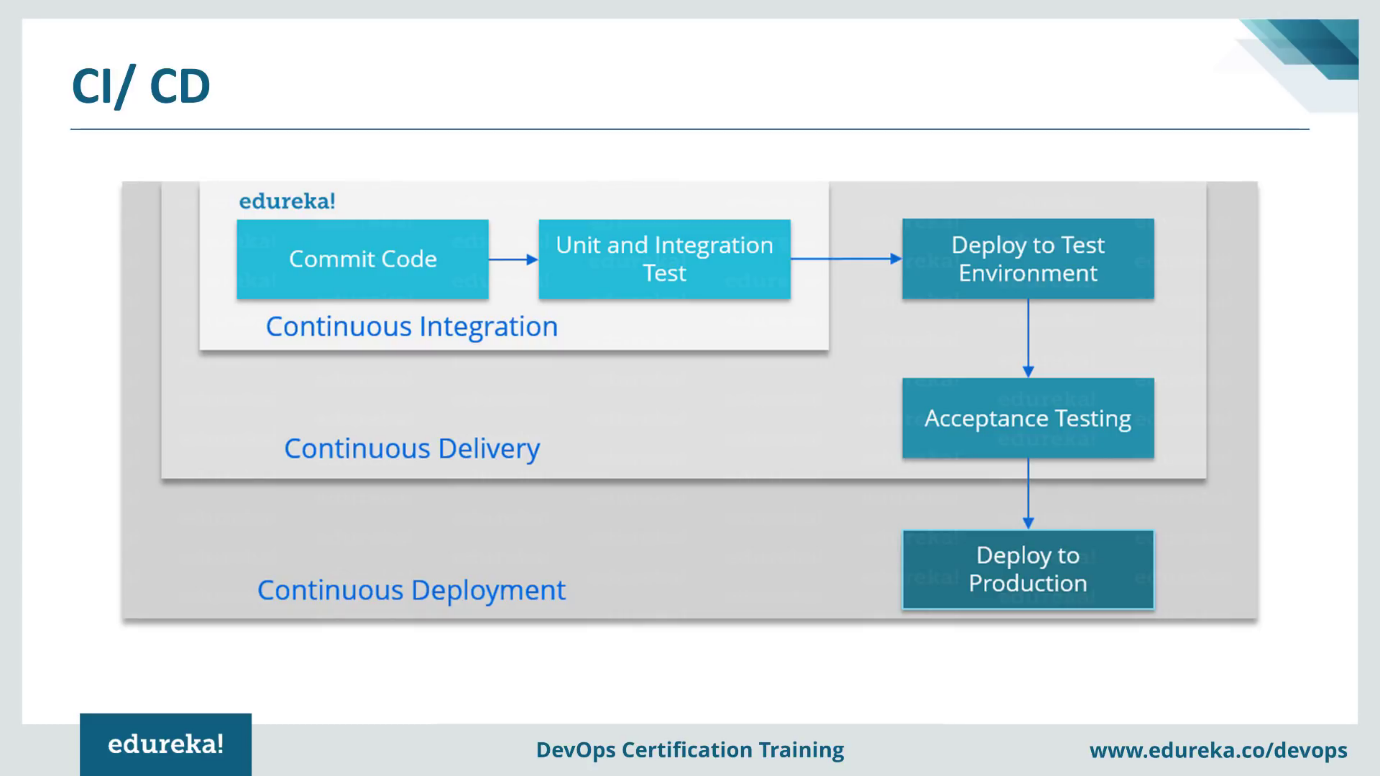 CI/ CD
edureka!
Commit Code
Unit and Integration
Test
Deploy to Test
Environment
Continuous Integration
Acceptance Testing
Continuous Delivery
Deploy to
Production
Continuous Deployment
edureka!
DevOps Certification Training
www.edureka.co/devops